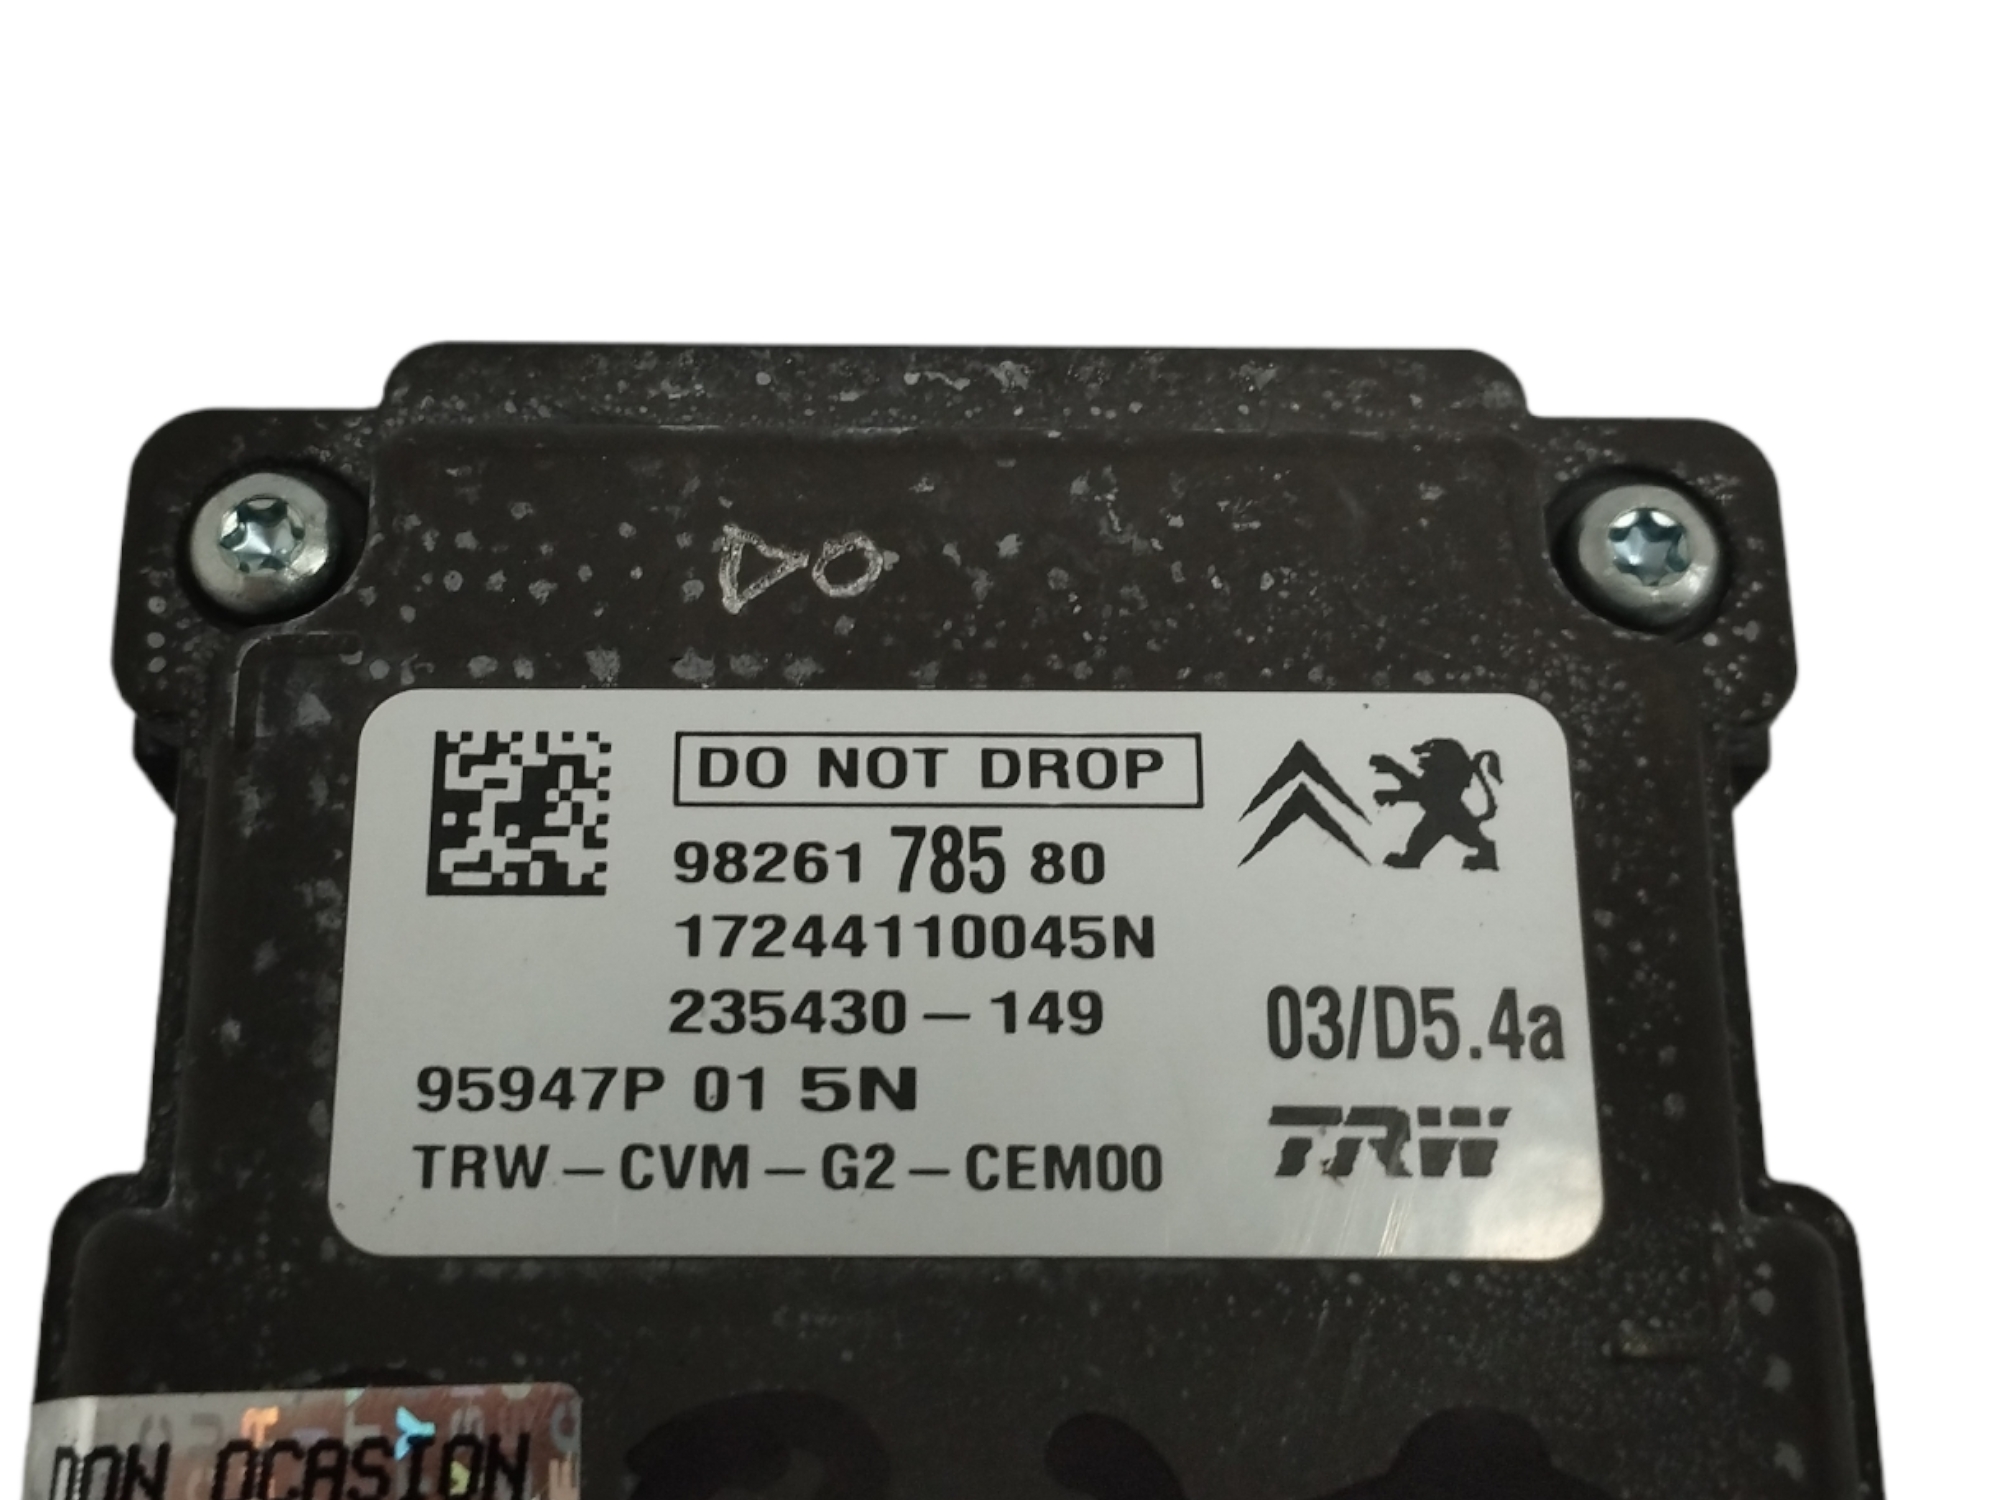 DO NOT DROP
98261 785 80
17244110045N
235430-149
03/D5.4a
95947P 01 5N
TRW
TRW-CVM-G2-CEM00
DON OCASION